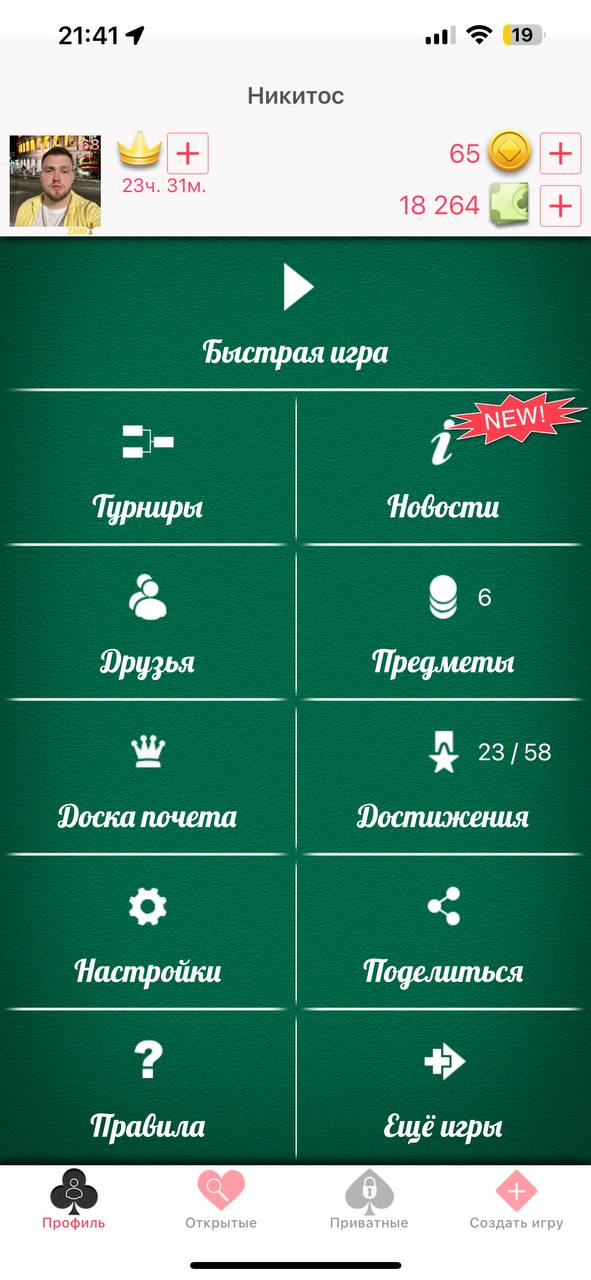 21:41
19
Никитос
68
2500
23ч. 31м.
65
18 264
Быстрая игра
Турниры
NEW!
Новости
Друзья
6
Предметы
Доска почета
23 / 58
Достижения
Настройки
Поделиться
Правила
Ещё игры
Профиль
Открытые
Приватные
Создать игру